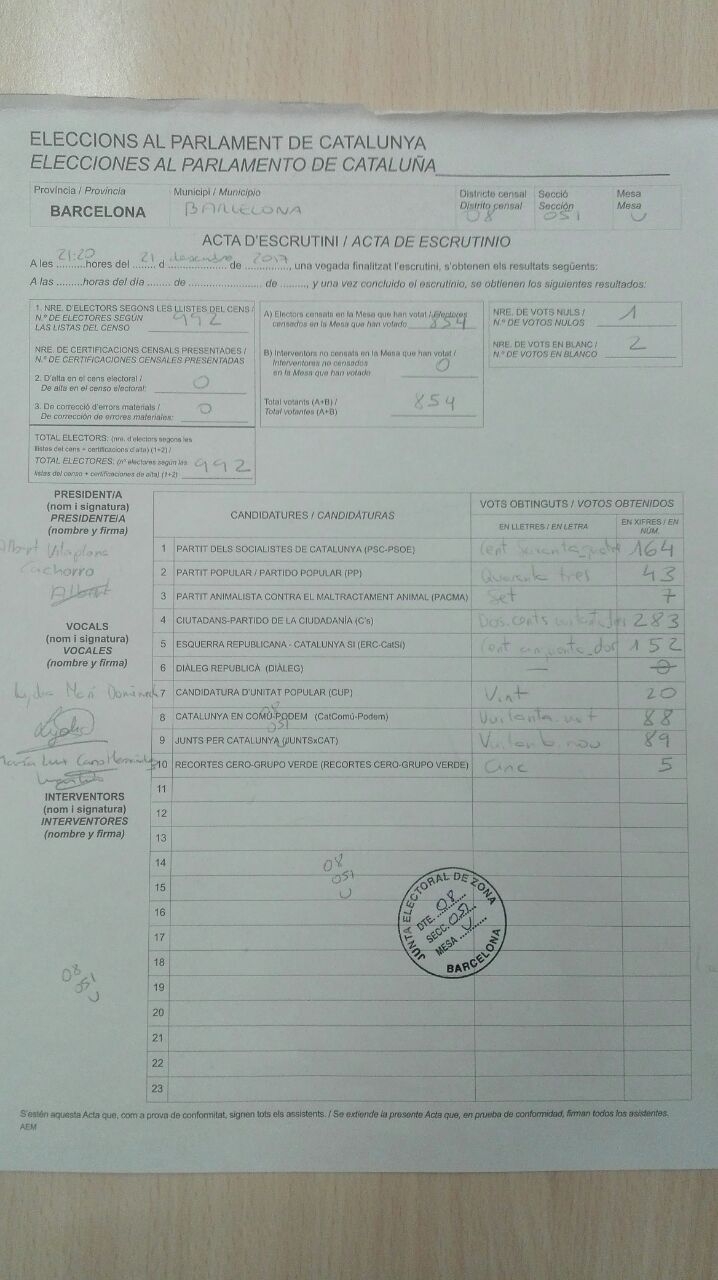 ELECCIONS AL PARLAMENT DE CATALUNYA
ELECCIONES AL PARLAMENTO DE CATALUÑA
Província / Provincia
BARCELONA
Municipi / Municipio
BARCELONA
Districte censal
Distrito censal
08
Secció
Sección
051
Mesa
Mesa
U
ACTA D'ESCRUTINI / ACTA DE ESCRUTINIO
A les 21:20 hores del 21 d desembre de 2017, una vegada finalitzat l'escrutini, s'obtenen els resultats següents:
A las .........horas del día ....... de .................. de ........., y una vez concluido el escrutinio, se obtienen los siguientes resultados:
1. NRE. D'ELECTORS SEGONS LES LLISTES DEL CENS /
N.º DE ELECTORES SEGÚN
LAS LISTAS DEL CENSO 992
NRE. DE CERTIFICACIONS CENSALS PRESENTADES /
N.º DE CERTIFICACIONES CENSALES PRESENTADAS
2. D'alta en el cens electoral /
De alta en el censo electoral: 0
3. De correcció d'errors materials /
De corrección de errores materiales: 0
TOTAL ELECTORS: (nre. d'electors segons les
llistes del cens + certificacions d'alta) (1+2) /
TOTAL ELECTORES: (nº electores según las
listas del censo + certificaciones de alta) (1+2) 992
A) Electors censats en la Mesa que han votat / Electores
censados en la Mesa que han votado 854
B) Interventors no censats en la Mesa que han votat /
Interventores no censados
en la Mesa que han votado 0
Total votants (A+B) /
Total votantes (A+B) 854
NRE. DE VOTS NULS /
N.º DE VOTOS NULOS 1
NRE. DE VOTS EN BLANC /
N.º DE VOTOS EN BLANCO 2
PRESIDENT/A
(nom i signatura)
PRESIDENTE/A
(nombre y firma)
Vilaplana
Cachorro
Albert
VOCALS
(nom i signatura)
VOCALES
(nombre y firma)
Lydia
INTERVENTORS
(nom i signatura)
INTERVENTORES
(nombre y firma)
08
051
U
CANDIDATURES / CANDIDATURAS
VOTS OBTINGUTS / VOTOS OBTENIDOS
EN LLETRES / EN LETRA
EN XIFRES / EN NÚM.
1 PARTIT DELS SOCIALISTES DE CATALUNYA (PSC-PSOE) Cent seixanta quatre 164
2 PARTIT POPULAR / PARTIDO POPULAR (PP) Quaranta tres 43
3 PARTIT ANIMALISTA CONTRA EL MALTRACTAMENT ANIMAL (PACMA) Set 7
4 CIUTADANS-PARTIDO DE LA CIUDADANÍA (C's) Dos-cents vuitanta tres 283
5 ESQUERRA REPUBLICANA - CATALUNYA SI (ERC-CatSí) Cent cinquanta dos 152
6 DIÀLEG REPUBLICÀ (DIÀLEG) — 0
7 CANDIDATURA D'UNITAT POPULAR (CUP) Vint 20
8 CATALUNYA EN COMÚ-PODEM (CatComú-Podem) Vuitanta vuit 88
9 JUNTS PER CATALUNYA (JUNTSxCAT) Vuitanta nou 89
10 RECORTES CERO-GRUPO VERDE (RECORTES CERO-GRUPO VERDE) Cinc 5
11
12
13
14
15
16
17
18
19
20
21
22
23
08
051
U
08
051
U
JUNTA ELECTORAL DE ZONA
DTE. 08
SECC. 051
MESA U
BARCELONA
S'estén aquesta Acta que, com a prova de conformitat, signen tots els assistents. / Se extiende la presente Acta que, en prueba de conformidad, firman todos los asistentes.
AEM